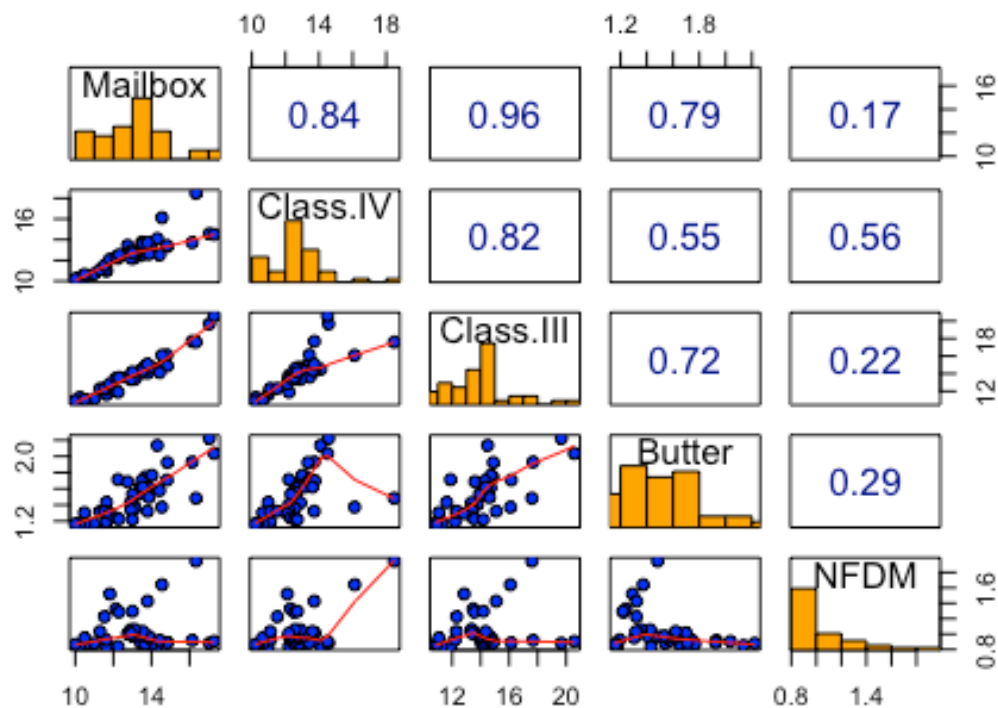 10 14 18 1.2 1.8
Mailbox 0.84 0.96 0.79 0.17 10 16
10 16 Class.IV 0.82 0.55 0.56
Class.III 0.72 0.22 12 18
1.2 2.0 Butter 0.29
NFDM 0.8 1.6
10 14 12 16 20 0.8 1.4